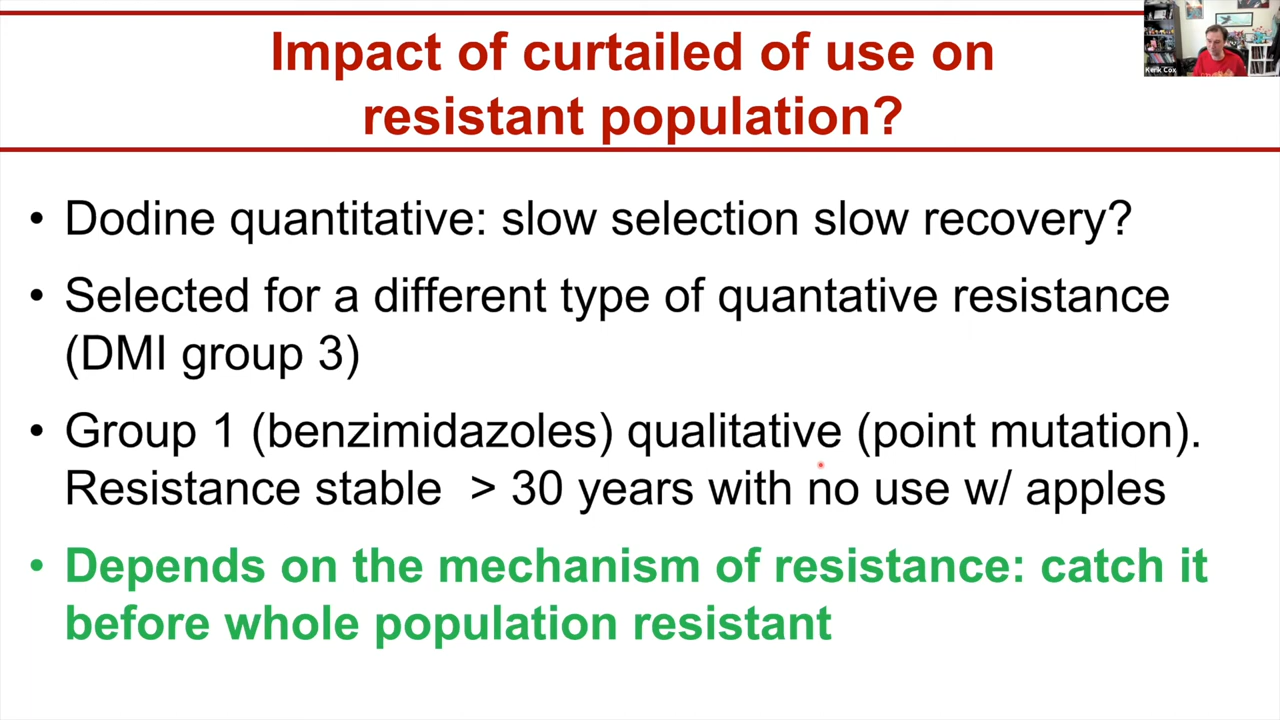 Impact of curtailed of use on
resistant population?
Kerik Cox
• Dodine quantitative: slow selection slow recovery?
• Selected for a different type of quantative resistance
(DMI group 3)
• Group 1 (benzimidazoles) qualitative (point mutation).
Resistance stable > 30 years with no use w/ apples
• Depends on the mechanism of resistance: catch it
before whole population resistant